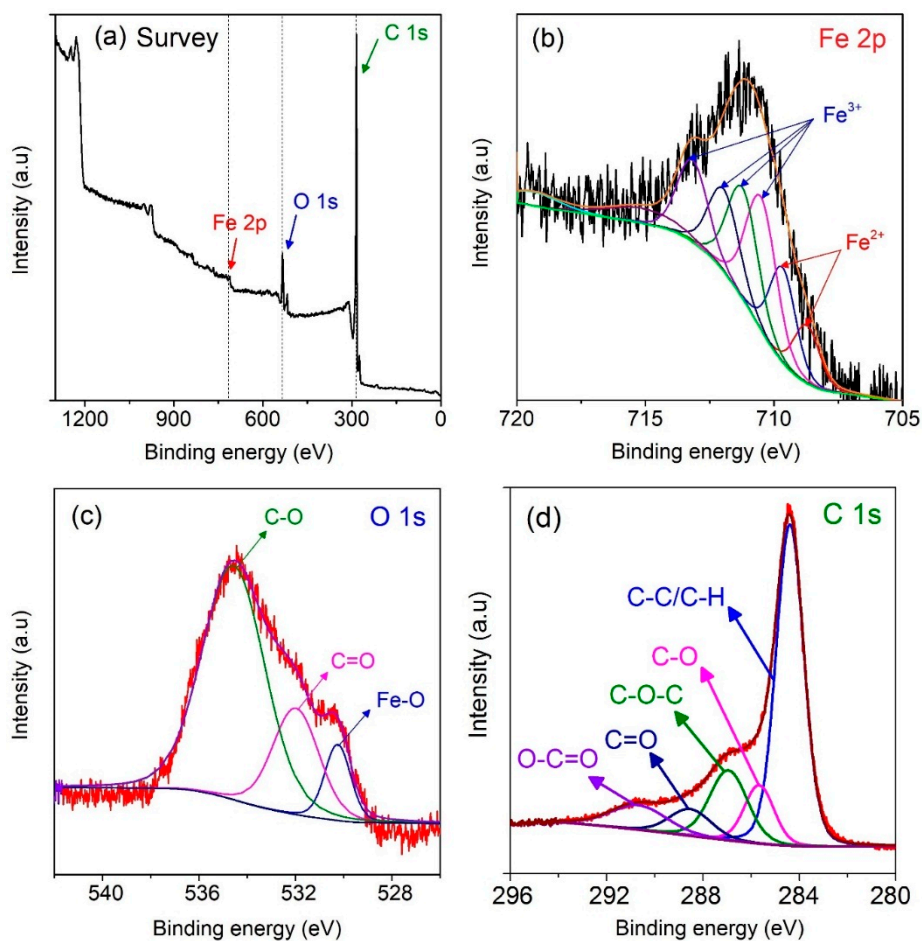 (a) Survey
C 1s
O 1s
Fe 2p
Intensity (a.u)
1200 900 600 300 0
Binding energy (eV)
(b) Fe 2p
Fe3+
Fe2+
Intensity (a.u)
720 715 710 705
Binding energy (eV)
(c) O 1s
C-O
C=O
Fe-O
Intensity (a.u)
540 536 532 528
Binding energy (eV)
(d) C 1s
C-C/C-H
C-O
C-O-C
C=O
O-C=O
Intensity (a.u)
296 292 288 284 280
Binding energy (eV)